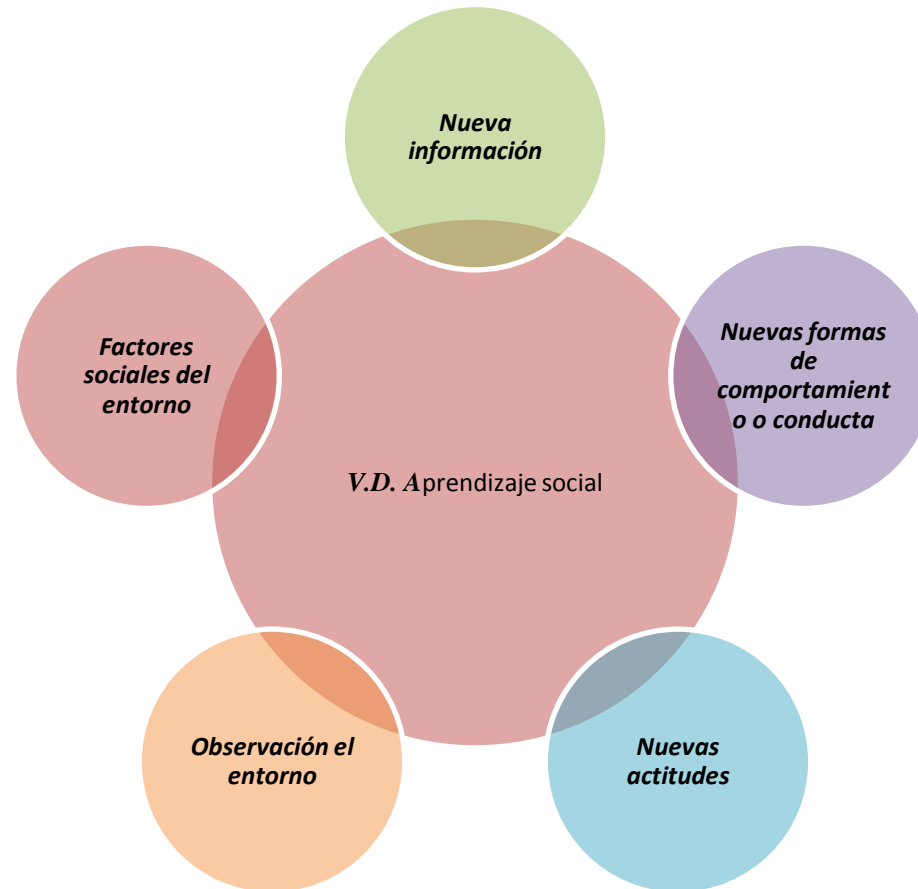 Nueva
información
Nuevas formas
de
comportamient
o o conducta
Nuevas
actitudes
Observación el
entorno
Factores
sociales del
entorno
V.D. Aprendizaje social